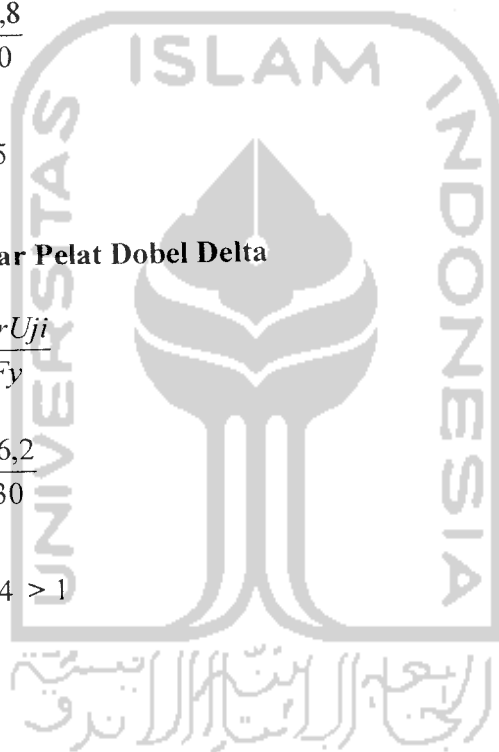 ,8
0
ISLAM
UNIVERSITAS
INDONESIA
5
ar Pelat Dobel Delta
rUji
Fy
6,2
30
4 > 1